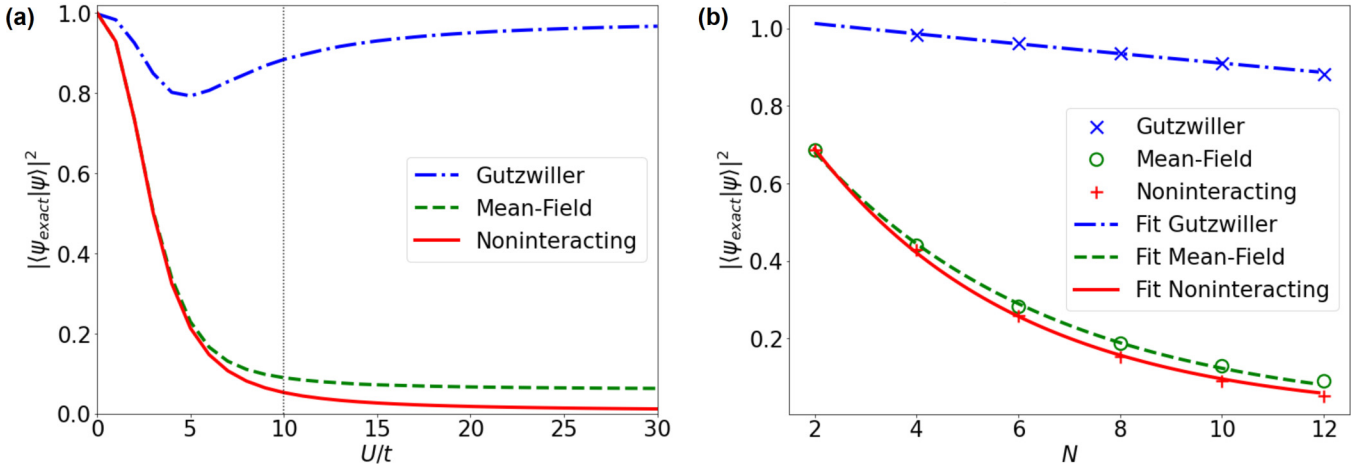 (a)
1.0
0.8
0.6
0.4
0.2
0.0
|⟨ψ_exact|ψ⟩|²
Gutzwiller
Mean-Field
Noninteracting
0 5 10 15 20 25 30
U/t
(b)
1.0
0.8
0.6
0.4
0.2
|⟨ψ_exact|ψ⟩|²
Gutzwiller
Mean-Field
Noninteracting
Fit Gutzwiller
Fit Mean-Field
Fit Noninteracting
2 4 6 8 10 12
N